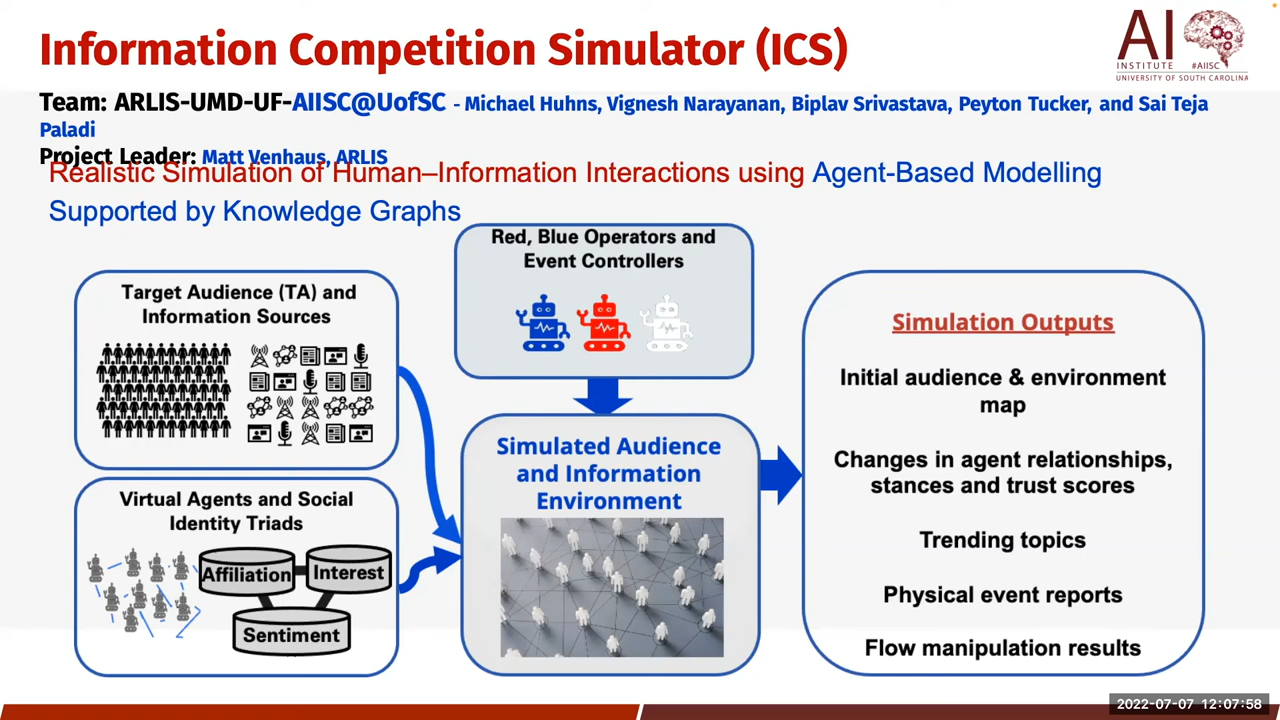 Information Competition Simulator (ICS)
AI
INSTITUTE #AIISC
UNIVERSITY OF SOUTH CAROLINA
Team: ARLIS-UMD-UF-AIISC@UofSC - Michael Huhns, Vignesh Narayanan, Biplav Srivastava, Peyton Tucker, and Sai Teja
Paladi
Project Leader: Matt Venhaus, ARLIS
Realistic Simulation of Human–Information Interactions using Agent-Based Modelling
Supported by Knowledge Graphs
Target Audience (TA) and
Information Sources
Virtual Agents and Social
Identity Triads
Affiliation
Interest
Sentiment
Red, Blue Operators and
Event Controllers
Simulated Audience
and Information
Environment
Simulation Outputs
Initial audience & environment
map
Changes in agent relationships,
stances and trust scores
Trending topics
Physical event reports
Flow manipulation results
2022-07-07 12:07:58